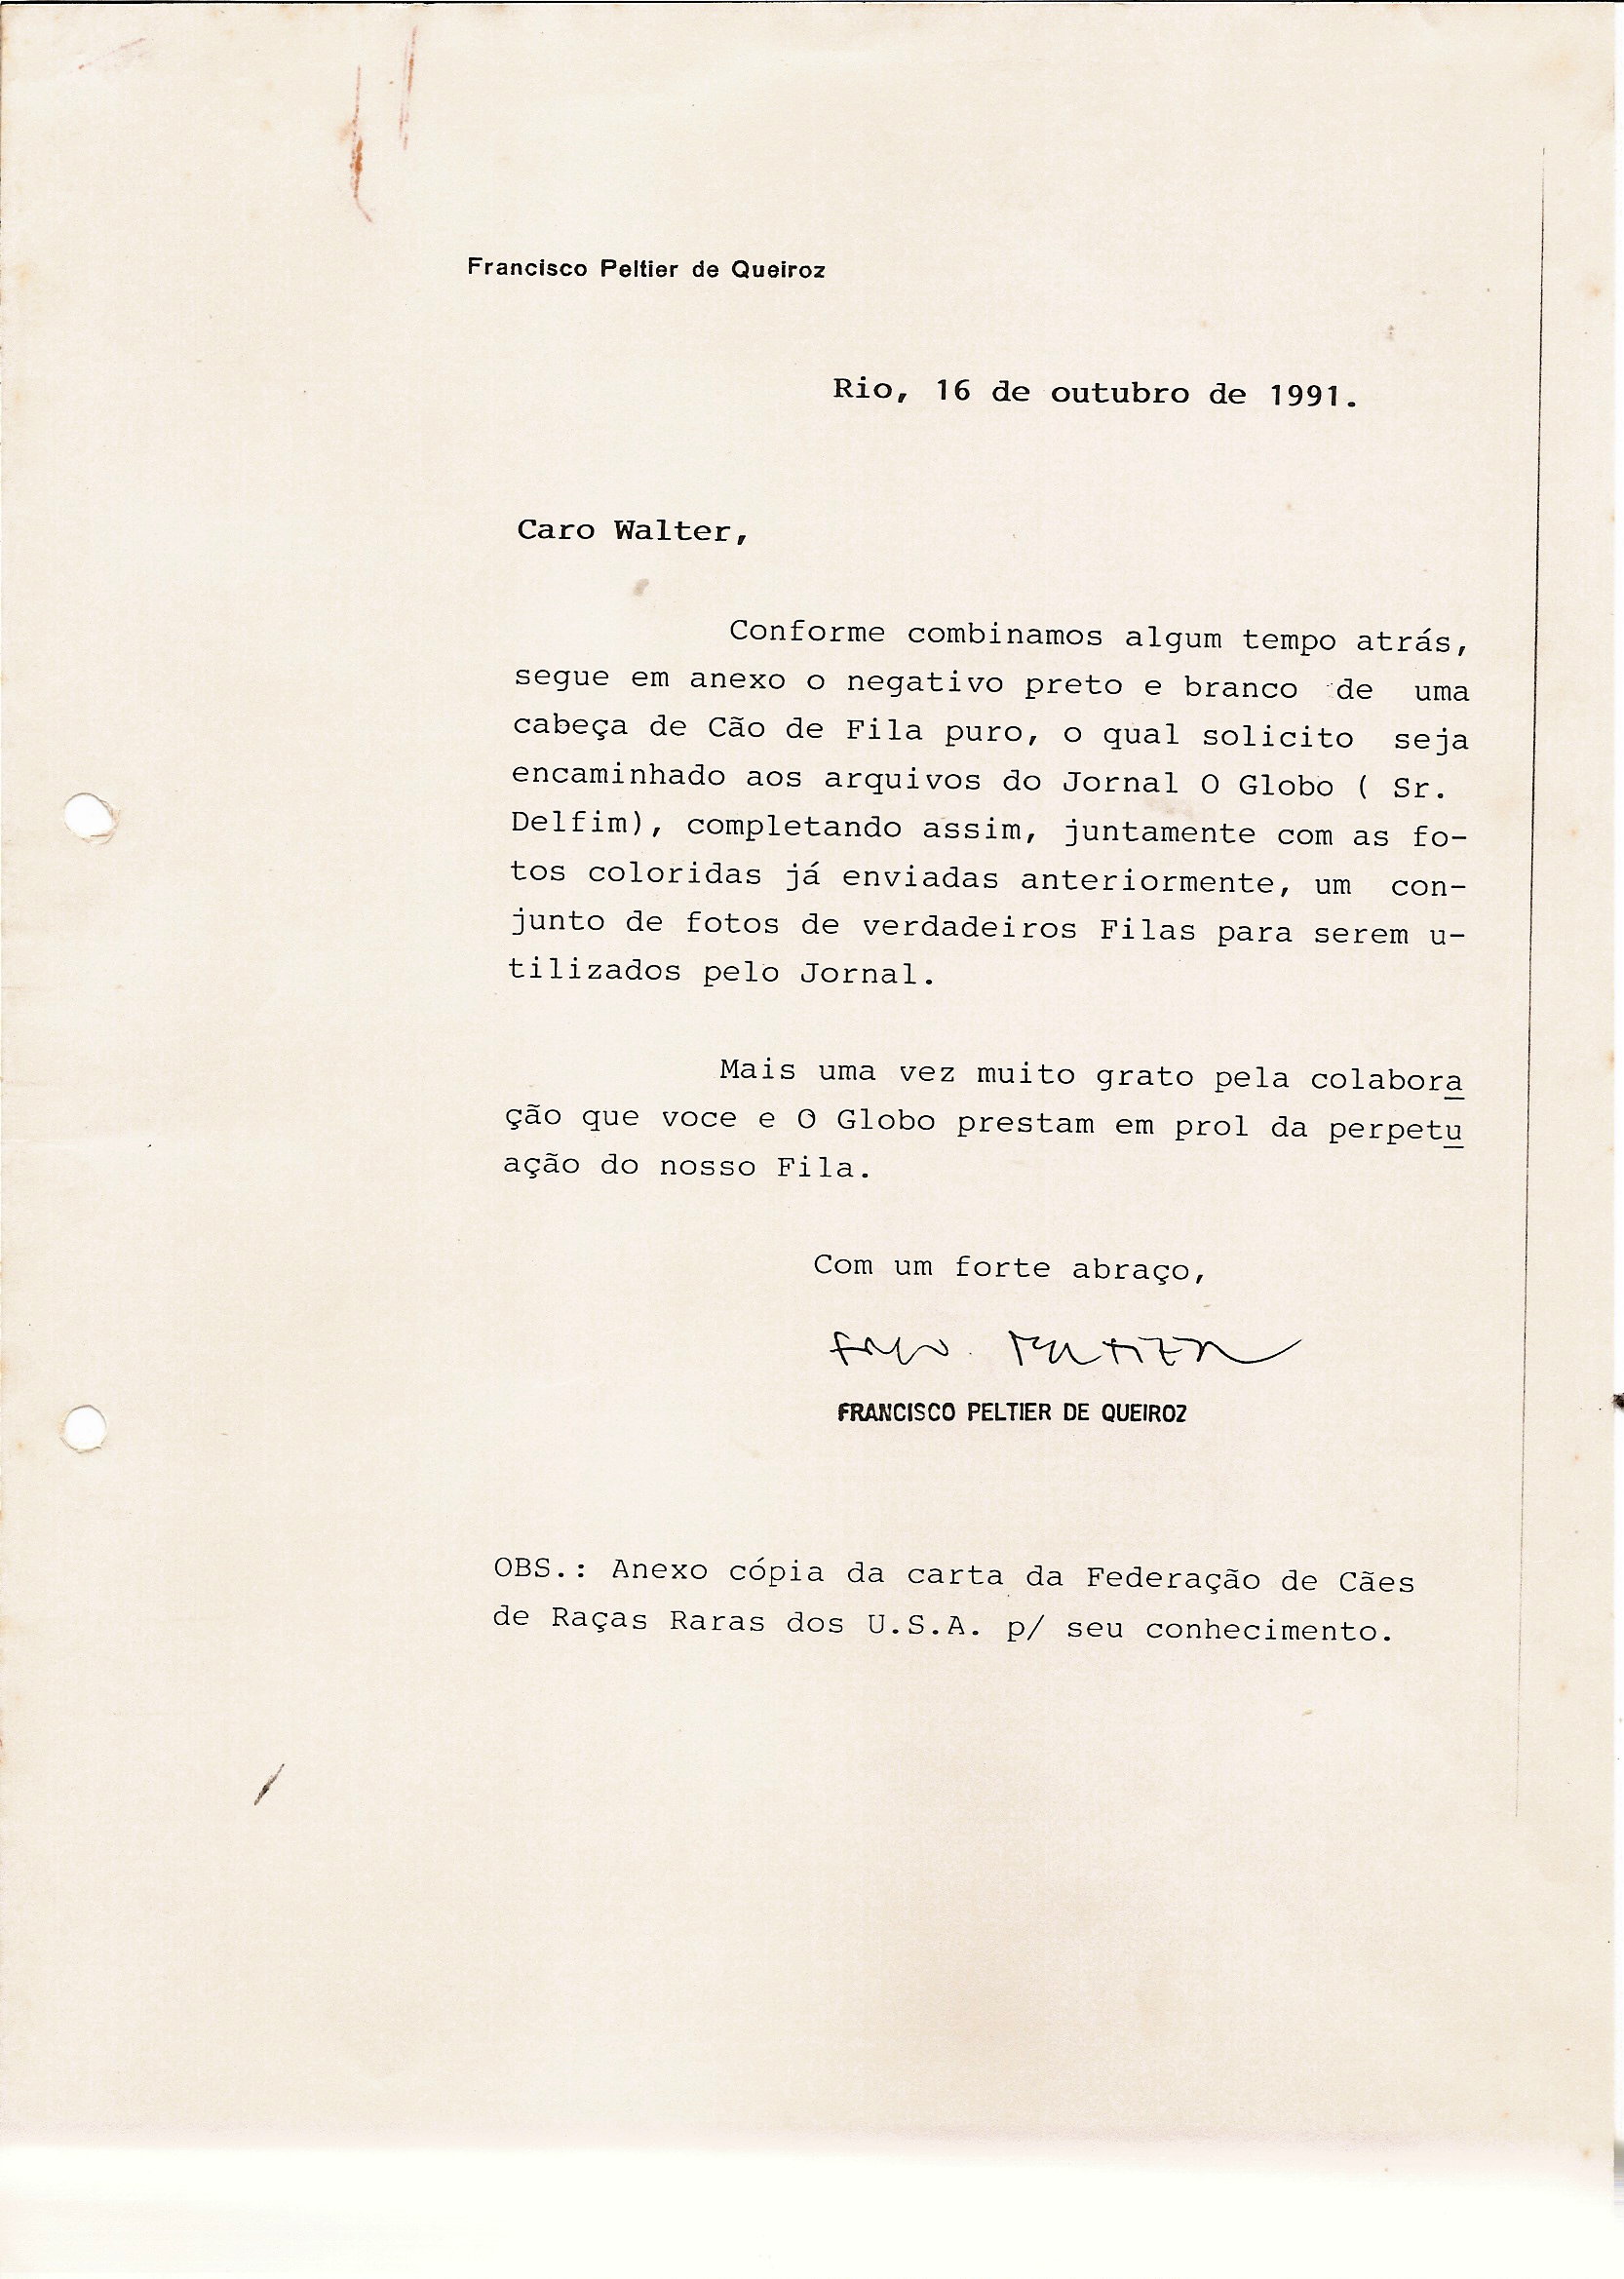 Francisco Peltier de Queiroz
Rio, 16 de outubro de 1991.
Caro Walter,
Conforme combinamos algum tempo atrás,
segue em anexo o negativo preto e branco de uma
cabeça de Cão de Fila puro, o qual solicito seja
encaminhado aos arquivos do Jornal O Globo ( Sr.
Delfim), completando assim, juntamente com as fo-
tos coloridas já enviadas anteriormente, um con-
junto de fotos de verdadeiros Filas para serem u-
tilizados pelo Jornal.
Mais uma vez muito grato pela colabora
ção que voce e O Globo prestam em prol da perpetu
ação do nosso Fila.
Com um forte abraço,
Peltier
FRANCISCO PELTIER DE QUEIROZ
OBS.: Anexo cópia da carta da Federação de Cães
de Raças Raras dos U.S.A. p/ seu conhecimento.